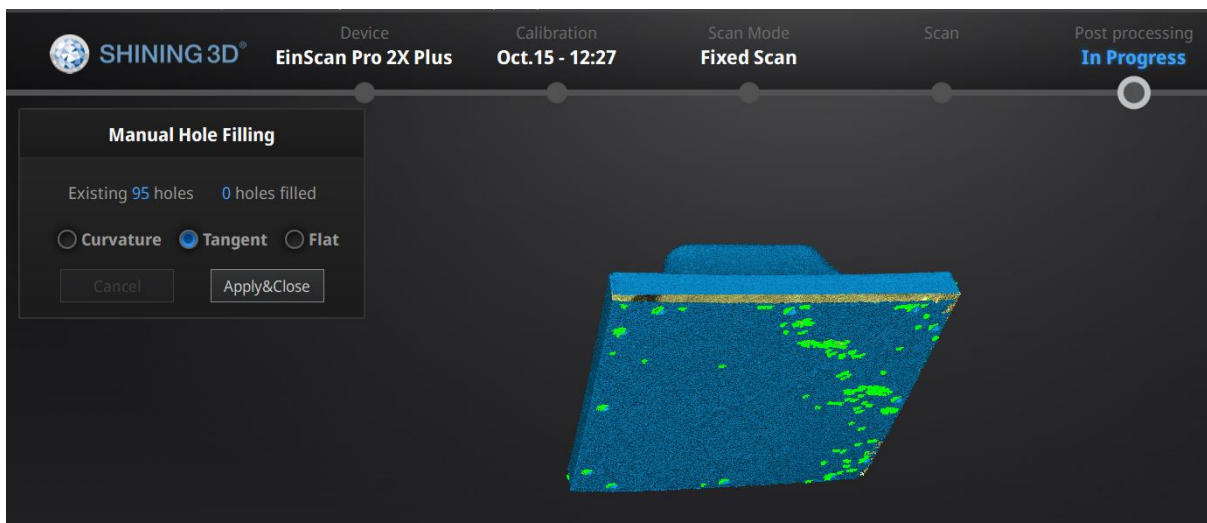 SHINING 3D®
Device
EinScan Pro 2X Plus
Calibration
Oct.15 - 12:27
Scan Mode
Fixed Scan
Scan
Post processing
In Progress
Manual Hole Filling
Existing 95 holes 0 holes filled
Curvature Tangent Flat
Cancel Apply&Close